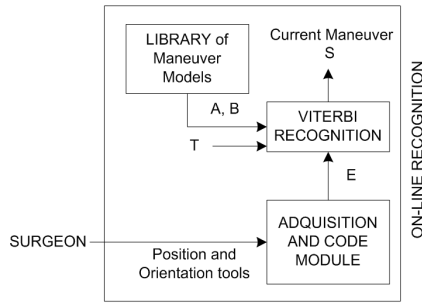 LIBRARY of
Maneuver
Models
Current Maneuver
S
A, B
T
VITERBI
RECOGNITION
E
SURGEON
Position and
Orientation tools
ADQUISITION
AND CODE
MODULE
ON-LINE RECOGNITION